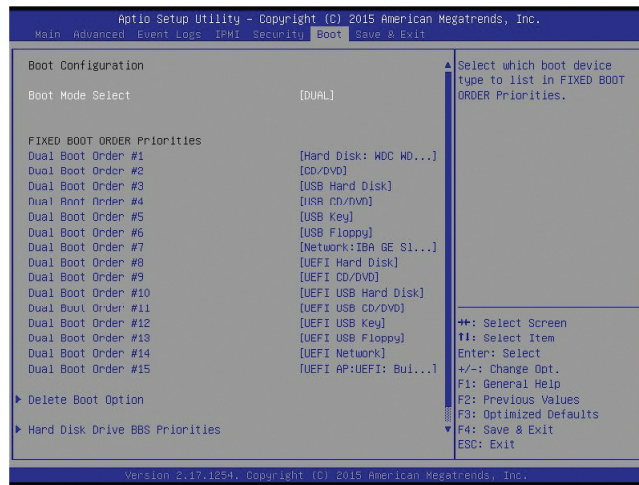 Aptio Setup Utility – Copyright (C) 2015 American Megatrends, Inc.
Main Advanced Event Logs IPMI Security Boot Save & Exit
Boot Configuration
Boot Mode Select [DUAL]
FIXED BOOT ORDER Priorities
Dual Boot Order #1 [Hard Disk: WDC WD...]
Dual Boot Order #2 [CD/DVD]
Dual Boot Order #3 [USB Hard Disk]
Dual Boot Order #4 [USB CD/DVD]
Dual Boot Order #5 [USB Key]
Dual Boot Order #6 [USB Floppy]
Dual Boot Order #7 [Network:IBA GE Sl...]
Dual Boot Order #8 [UEFI Hard Disk]
Dual Boot Order #9 [UEFI CD/DVD]
Dual Boot Order #10 [UEFI USB Hard Disk]
Dual Boot Order #11 [UEFI USB CD/DVD]
Dual Boot Order #12 [UEFI USB Key]
Dual Boot Order #13 [UEFI USB Floppy]
Dual Boot Order #14 [UEFI Network]
Dual Boot Order #15 [UEFI AP:UEFI: Bui...]
Delete Boot Option
Hard Disk Drive BBS Priorities
Select which boot device
type to list in FIXED BOOT
ORDER Priorities.
→←: Select Screen
↑↓: Select Item
Enter: Select
+/-: Change Opt.
F1: General Help
F2: Previous Values
F3: Optimized Defaults
F4: Save & Exit
ESC: Exit
Version 2.17.1254. Copyright (C) 2015 American Megatrends, Inc.